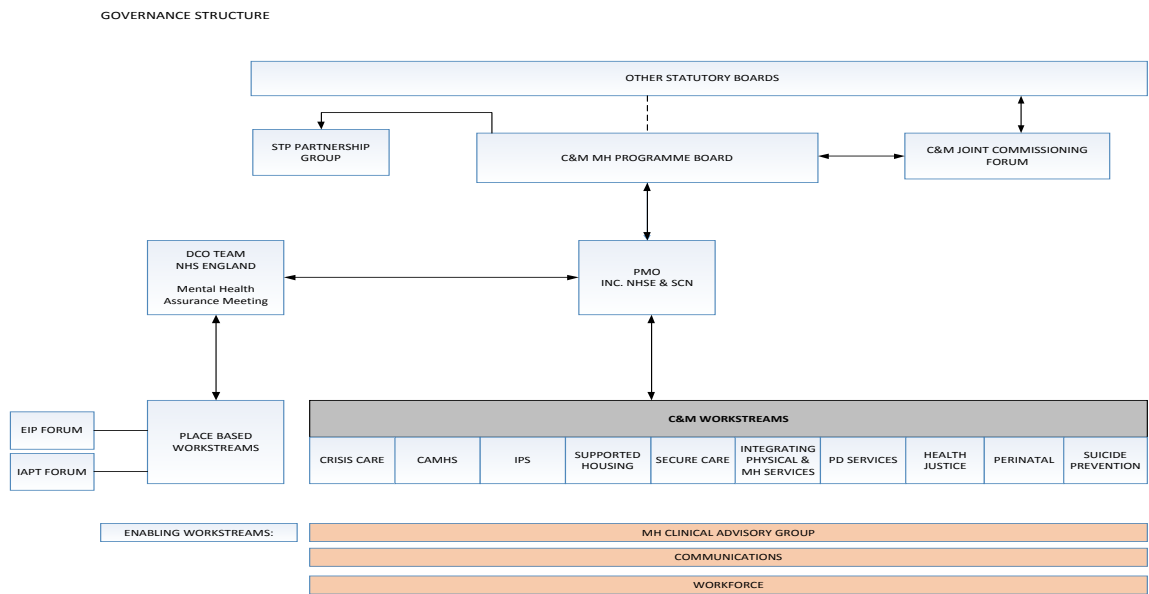 GOVERNANCE STRUCTURE
OTHER STATUTORY BOARDS
STP PARTNERSHIP
GROUP
C&M MH PROGRAMME BOARD
C&M JOINT COMMISSIONING
FORUM
DCO TEAM
NHS ENGLAND
Mental Health
Assurance Meeting
PMO
INC. NHSE & SCN
EIP FORUM
IAPT FORUM
PLACE BASED
WORKSTREAMS
C&M WORKSTREAMS
CRISIS CARE
CAMHS
IPS
SUPPORTED
HOUSING
SECURE CARE
INTEGRATING
PHYSICAL &
MH SERVICES
PD SERVICES
HEALTH
JUSTICE
PERINATAL
SUICIDE
PREVENTION
ENABLING WORKSTREAMS:
MH CLINICAL ADVISORY GROUP
COMMUNICATIONS
WORKFORCE